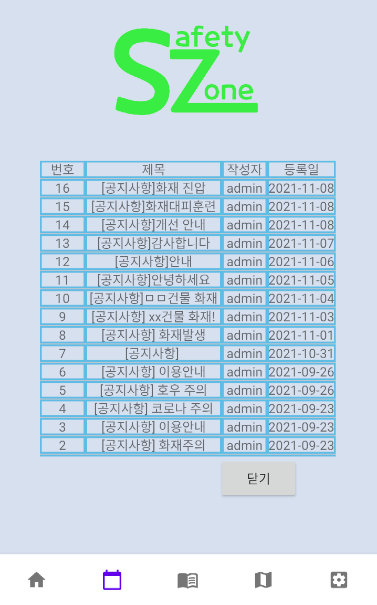 Safety
Zone
번호 제목 작성자 등록일
16 [공지사항]화재 진압 admin 2021-11-08
15 [공지사항]화재대피훈련 admin 2021-11-08
14 [공지사항]개선 안내 admin 2021-11-08
13 [공지사항]감사합니다 admin 2021-11-07
12 [공지사항]안내 admin 2021-11-06
11 [공지사항]안녕하세요 admin 2021-11-05
10 [공지사항]ㅁㅁ건물 화재 admin 2021-11-04
9 [공지사항] xx건물 화재! admin 2021-11-03
8 [공지사항] 화재발생 admin 2021-11-01
7 [공지사항] admin 2021-10-31
6 [공지사항] 이용안내 admin 2021-09-26
5 [공지사항] 호우 주의 admin 2021-09-26
4 [공지사항] 코로나 주의 admin 2021-09-23
3 [공지사항] 이용안내 admin 2021-09-23
2 [공지사항] 화재주의 admin 2021-09-23
닫기